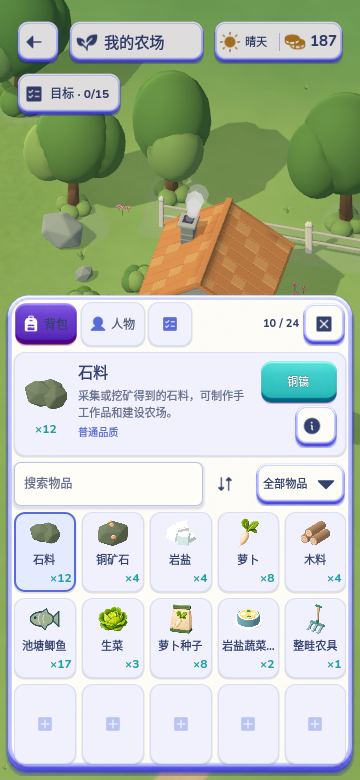 我的农场
晴天
187
目标 · 0/15
背包
人物
10 / 24
石料
采集或挖矿得到的石料，可制作手
工作品和建设农场。
普通品质
×12
铜镐
搜索物品
全部物品
石料
×12
铜矿石
×4
岩盐
×4
萝卜
×8
木料
×4
池塘鲫鱼
×17
生菜
×3
萝卜种子
×8
岩盐蔬菜...
×2
整畦农具
×1